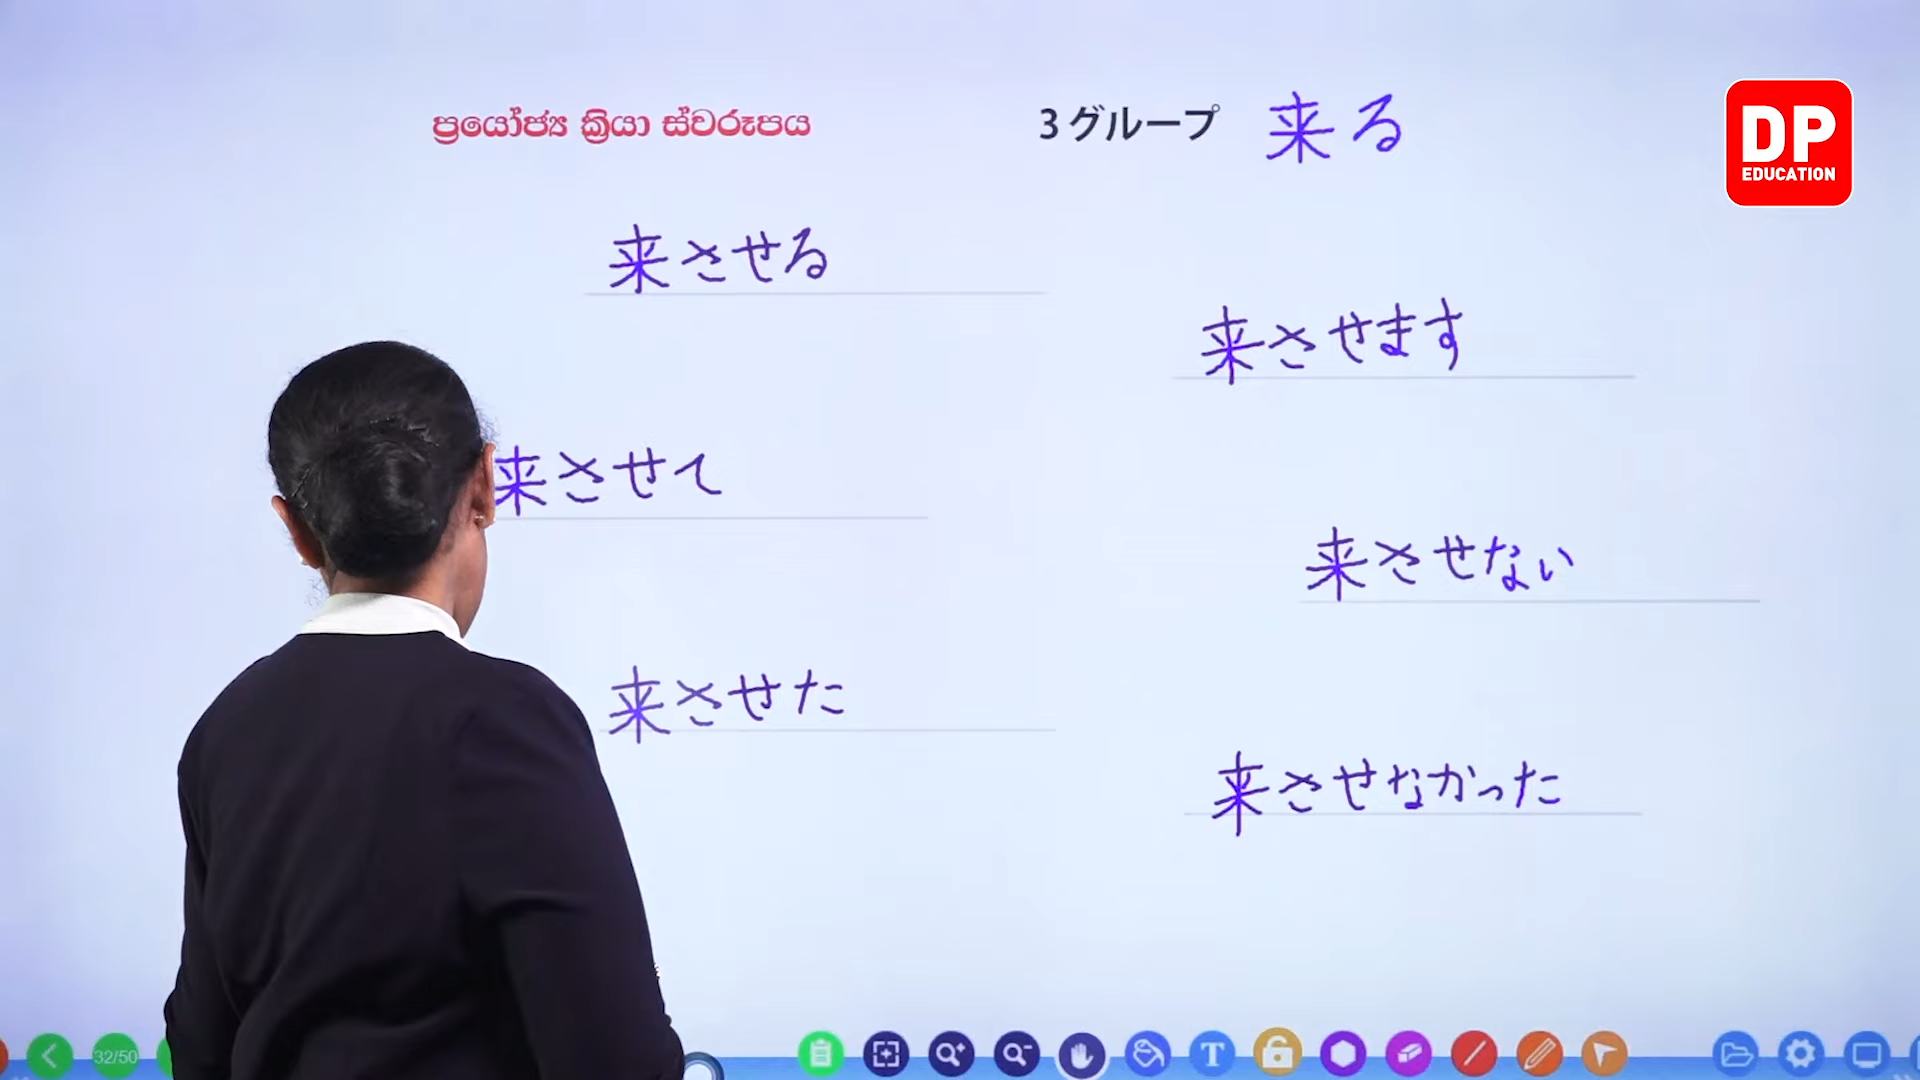 ප්‍රයෝජ්‍ය ක්‍රියා ස්වරූපය
3グループ 来る
DP
EDUCATION
来させる
来させます
来させて
来させない
来させた
来させなかった
32/50
T